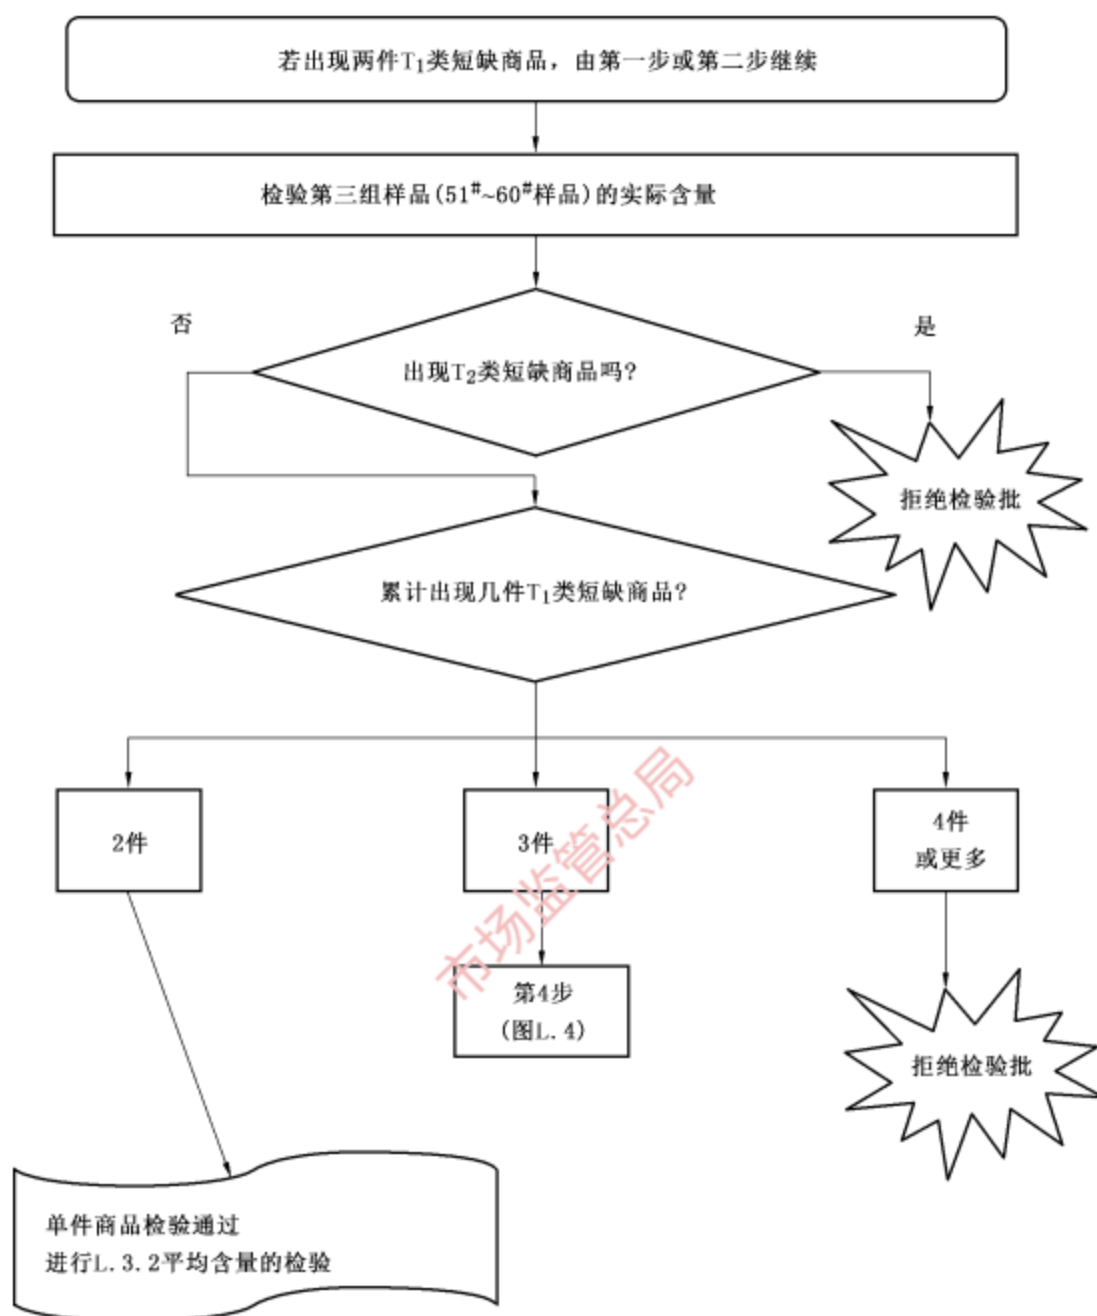 若出现两件T₁类短缺商品，由第一步或第二步继续
检验第三组样品(51#~60#样品)的实际含量
否
是
出现T₂类短缺商品吗?
拒绝检验批
累计出现几件T₁类短缺商品?
2件
3件
4件
或更多
第4步
(图L.4)
拒绝检验批
单件商品检验通过
进行L.3.2平均含量的检验
市场监管总局